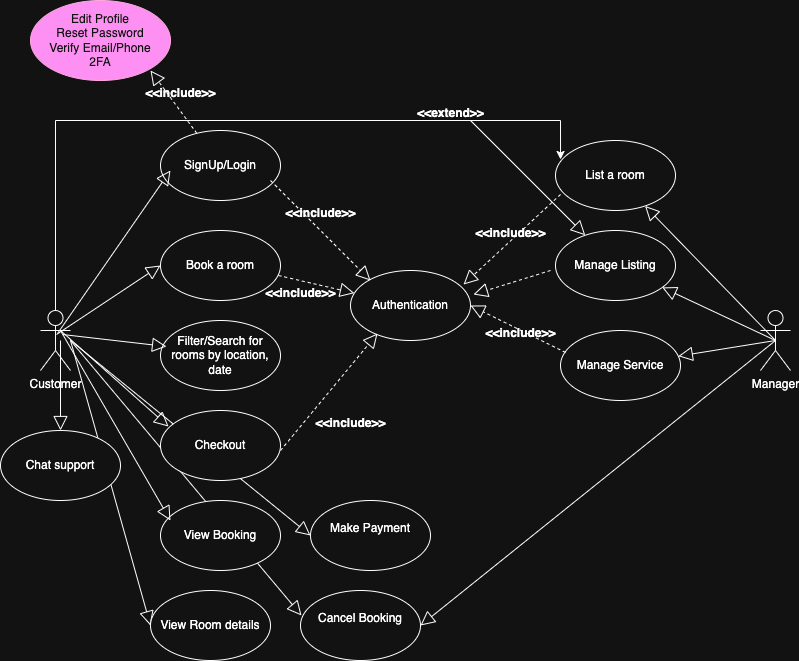 Edit Profile
Reset Password
Verify Email/Phone
2FA
<<include>>
<<extend>>
SignUp/Login
List a room
<<include>>
<<include>>
Book a room
Manage Listing
<<include>>
Authentication
<<include>>
Filter/Search for
rooms by location,
date
Manage Service
Customer
Manager
<<include>>
Checkout
Chat support
Make Payment
View Booking
Cancel Booking
View Room details